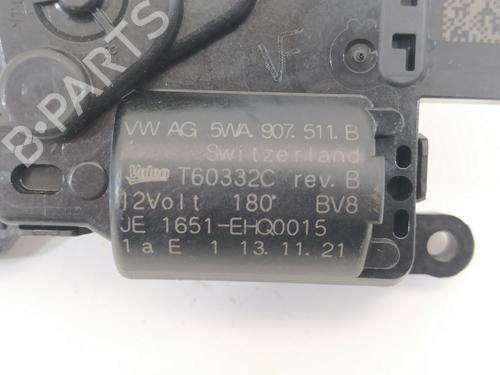 B-PARTS
VF
VW AG 5WA.907.511.B
Switzerland
Valeo T60332C rev.B
12Volt 180° BV8
JE 1651-EHQ0015
1a E 1 13.11.21